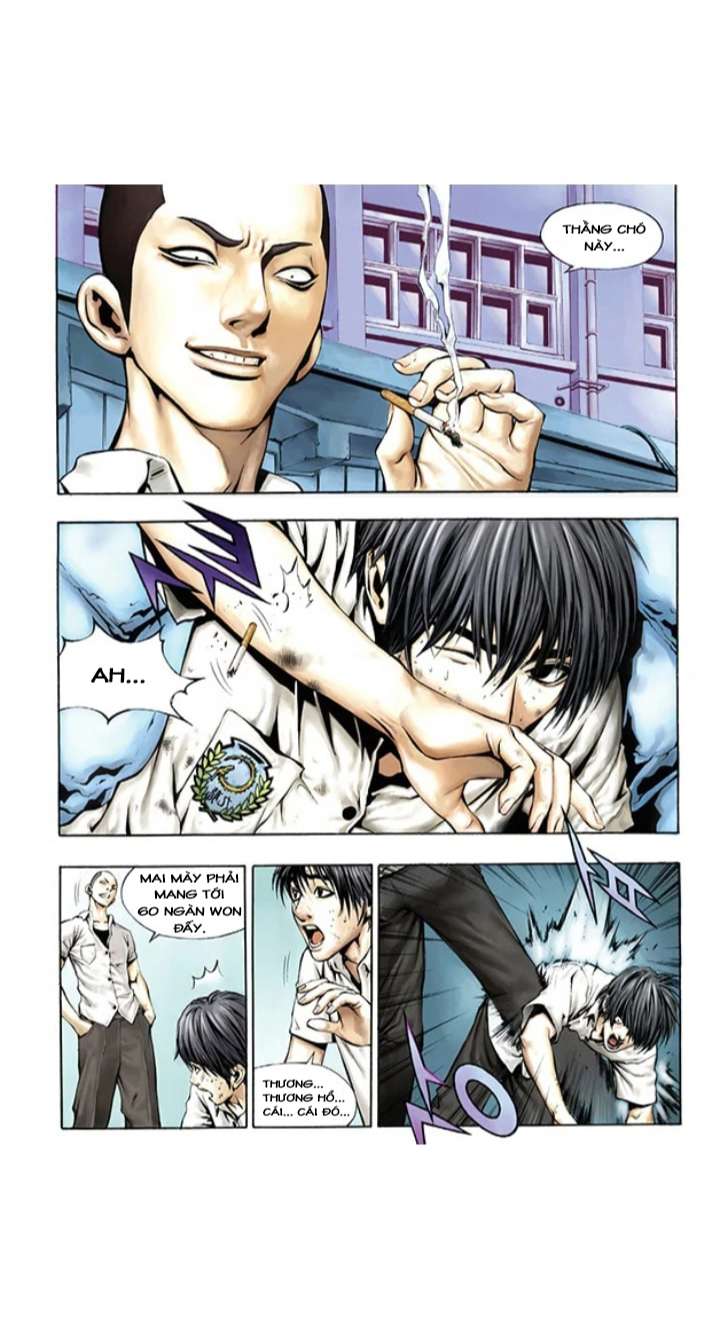 THẰNG CHÓ
NÀY...
AH...
MAI MÀY PHẢI
MANG TỚI
60 NGÀN WON
ĐẤY.
THƯƠNG...
THƯƠNG HỔ...
CÁI... CÁI ĐÓ...